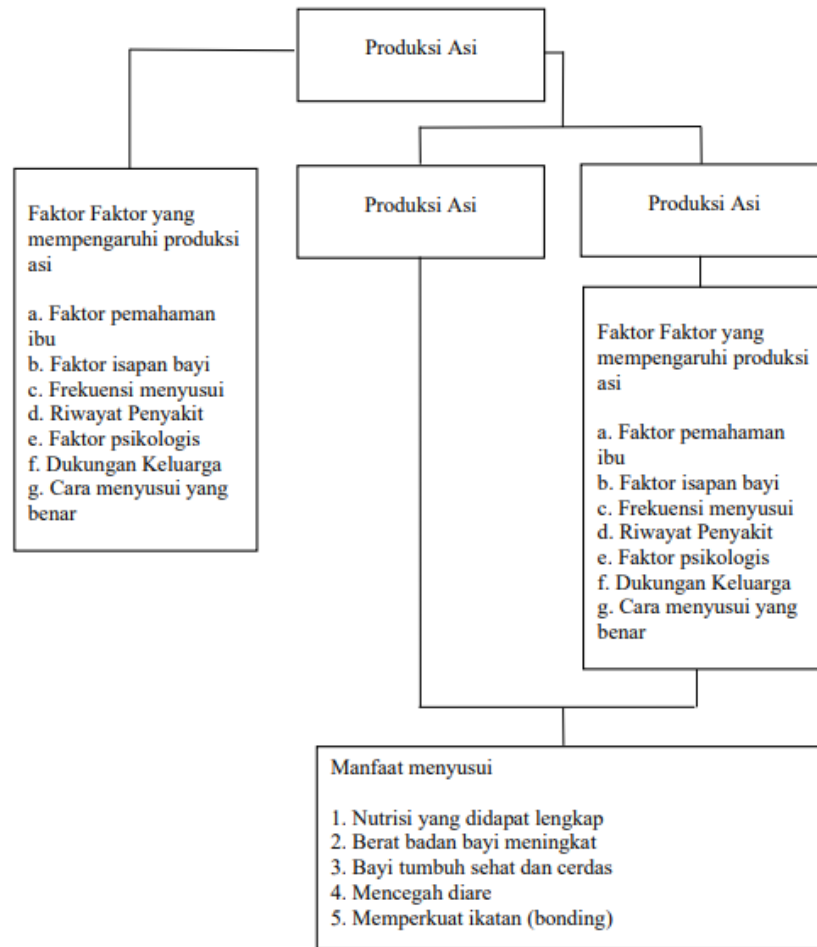 Produksi Asi
Faktor Faktor yang
mempengaruhi produksi
asi
a. Faktor pemahaman
ibu
b. Faktor isapan bayi
c. Frekuensi menyusui
d. Riwayat Penyakit
e. Faktor psikologis
f. Dukungan Keluarga
g. Cara menyusui yang
benar
Produksi Asi
Produksi Asi
Faktor Faktor yang
mempengaruhi produksi
asi
a. Faktor pemahaman
ibu
b. Faktor isapan bayi
c. Frekuensi menyusui
d. Riwayat Penyakit
e. Faktor psikologis
f. Dukungan Keluarga
g. Cara menyusui yang
benar
Manfaat menyusui
1. Nutrisi yang didapat lengkap
2. Berat badan bayi meningkat
3. Bayi tumbuh sehat dan cerdas
4. Mencegah diare
5. Memperkuat ikatan (bonding)